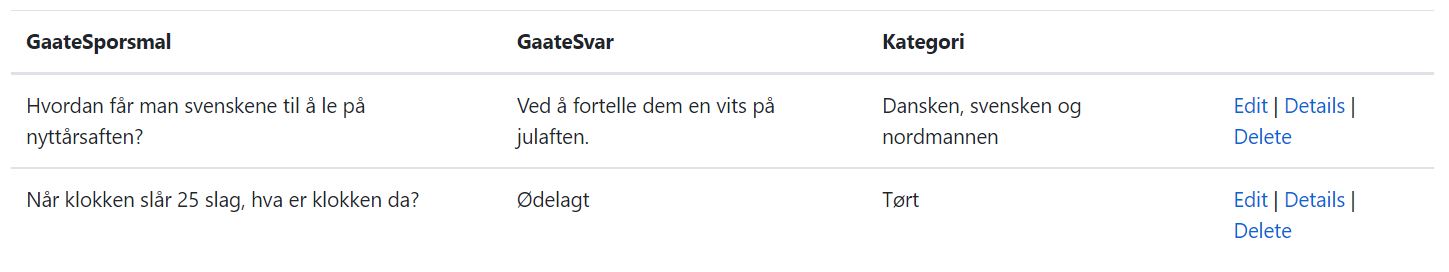 GaateSporsmal GaateSvar Kategori
Hvordan får man svenskene til å le på Ved å fortelle dem en vits på Dansken, svensken og Edit | Details |
nyttårsaften? julaften. nordmannen Delete
Når klokken slår 25 slag, hva er klokken da? Ødelagt Tørt Edit | Details |
Delete